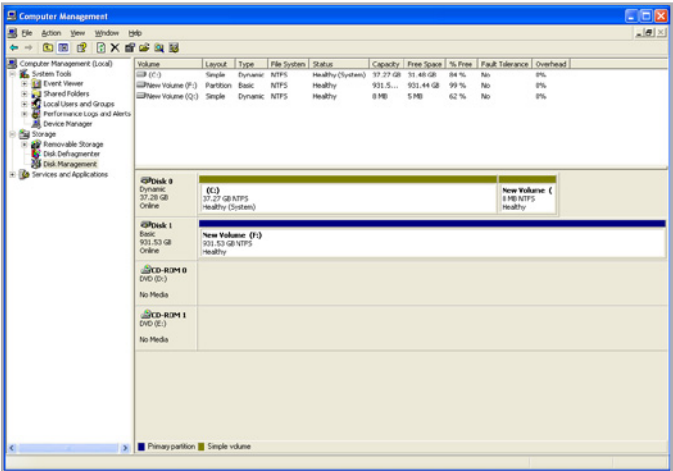 Computer Management
File Action View Window Help
Computer Management (Local)
System Tools
Event Viewer
Shared Folders
Local Users and Groups
Performance Logs and Alerts
Device Manager
Storage
Removable Storage
Disk Defragmenter
Disk Management
Services and Applications
Volume Layout Type File System Status Capacity Free Space % Free Fault Tolerance Overhead
(C:) Simple Dynamic NTFS Healthy (System) 37.27 GB 31.48 GB 84 % No 0%
New Volume (F:) Partition Basic NTFS Healthy 931.5... 931.44 GB 99 % No 0%
New Volume (Q:) Simple Dynamic NTFS Healthy 8 MB 5 MB 62 % No 0%
Disk 0
Dynamic
37.28 GB
Online
(C:)
37.27 GB NTFS
Healthy (System)
New Volume (
8 MB NTFS
Healthy
Disk 1
Basic
931.53 GB
Online
New Volume (F:)
931.53 GB NTFS
Healthy
CD-ROM 0
DVD (D:)
No Media
CD-ROM 1
DVD (E:)
No Media
Primary partition Simple volume